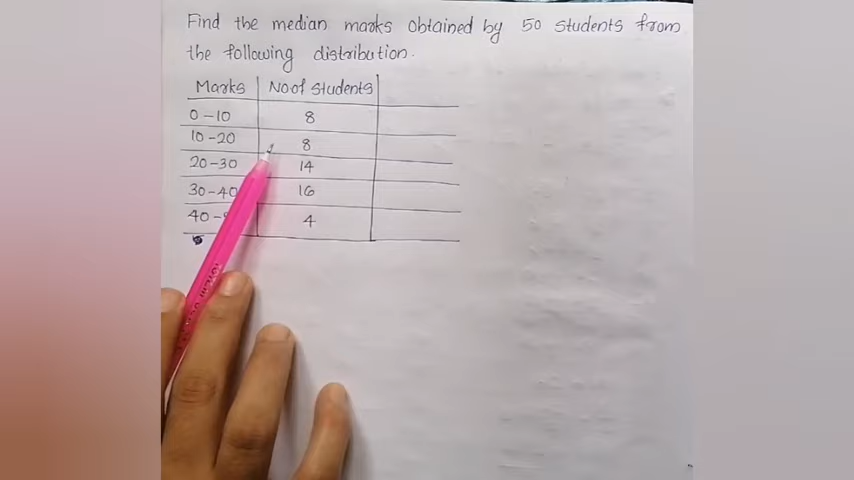 Find the median marks obtained by 50 students from
the following distribution.
Marks No of students
0-10 8
10-20 8
20-30 14
30-40 16
40- 4